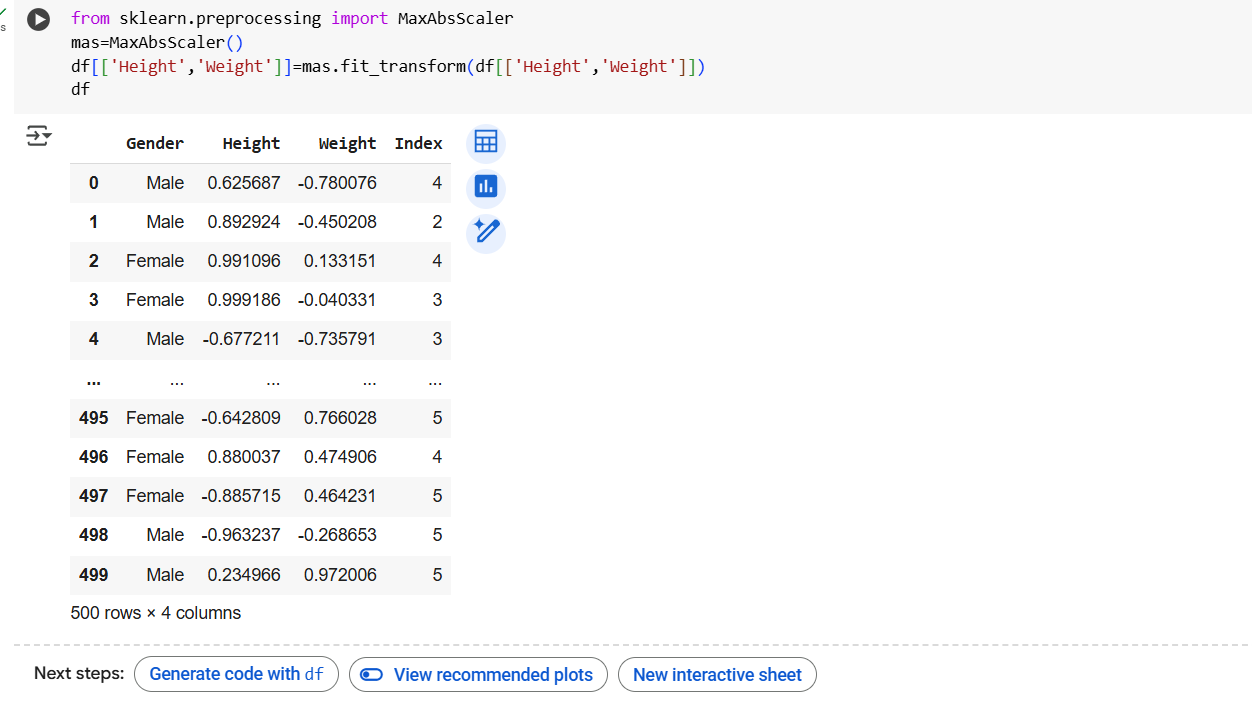 from sklearn.preprocessing import MaxAbsScaler
mas=MaxAbsScaler()
df[['Height','Weight']]=mas.fit_transform(df[['Height','Weight']])
df
Gender Height Weight Index
0 Male 0.625687 -0.780076 4
1 Male 0.892924 -0.450208 2
2 Female 0.991096 0.133151 4
3 Female 0.999186 -0.040331 3
4 Male -0.677211 -0.735791 3
... ... ... ... ...
495 Female -0.642809 0.766028 5
496 Female 0.880037 0.474906 4
497 Female -0.885715 0.464231 5
498 Male -0.963237 -0.268653 5
499 Male 0.234966 0.972006 5
500 rows × 4 columns
Next steps: Generate code with df View recommended plots New interactive sheet